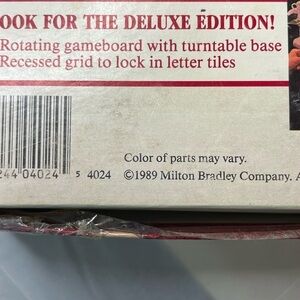 OOK FOR THE DELUXE EDITION!
Rotating gameboard with turntable base
Recessed grid to lock in letter tiles
Color of parts may vary.
244 04024 5 4024 ©1989 Milton Bradley Company. A